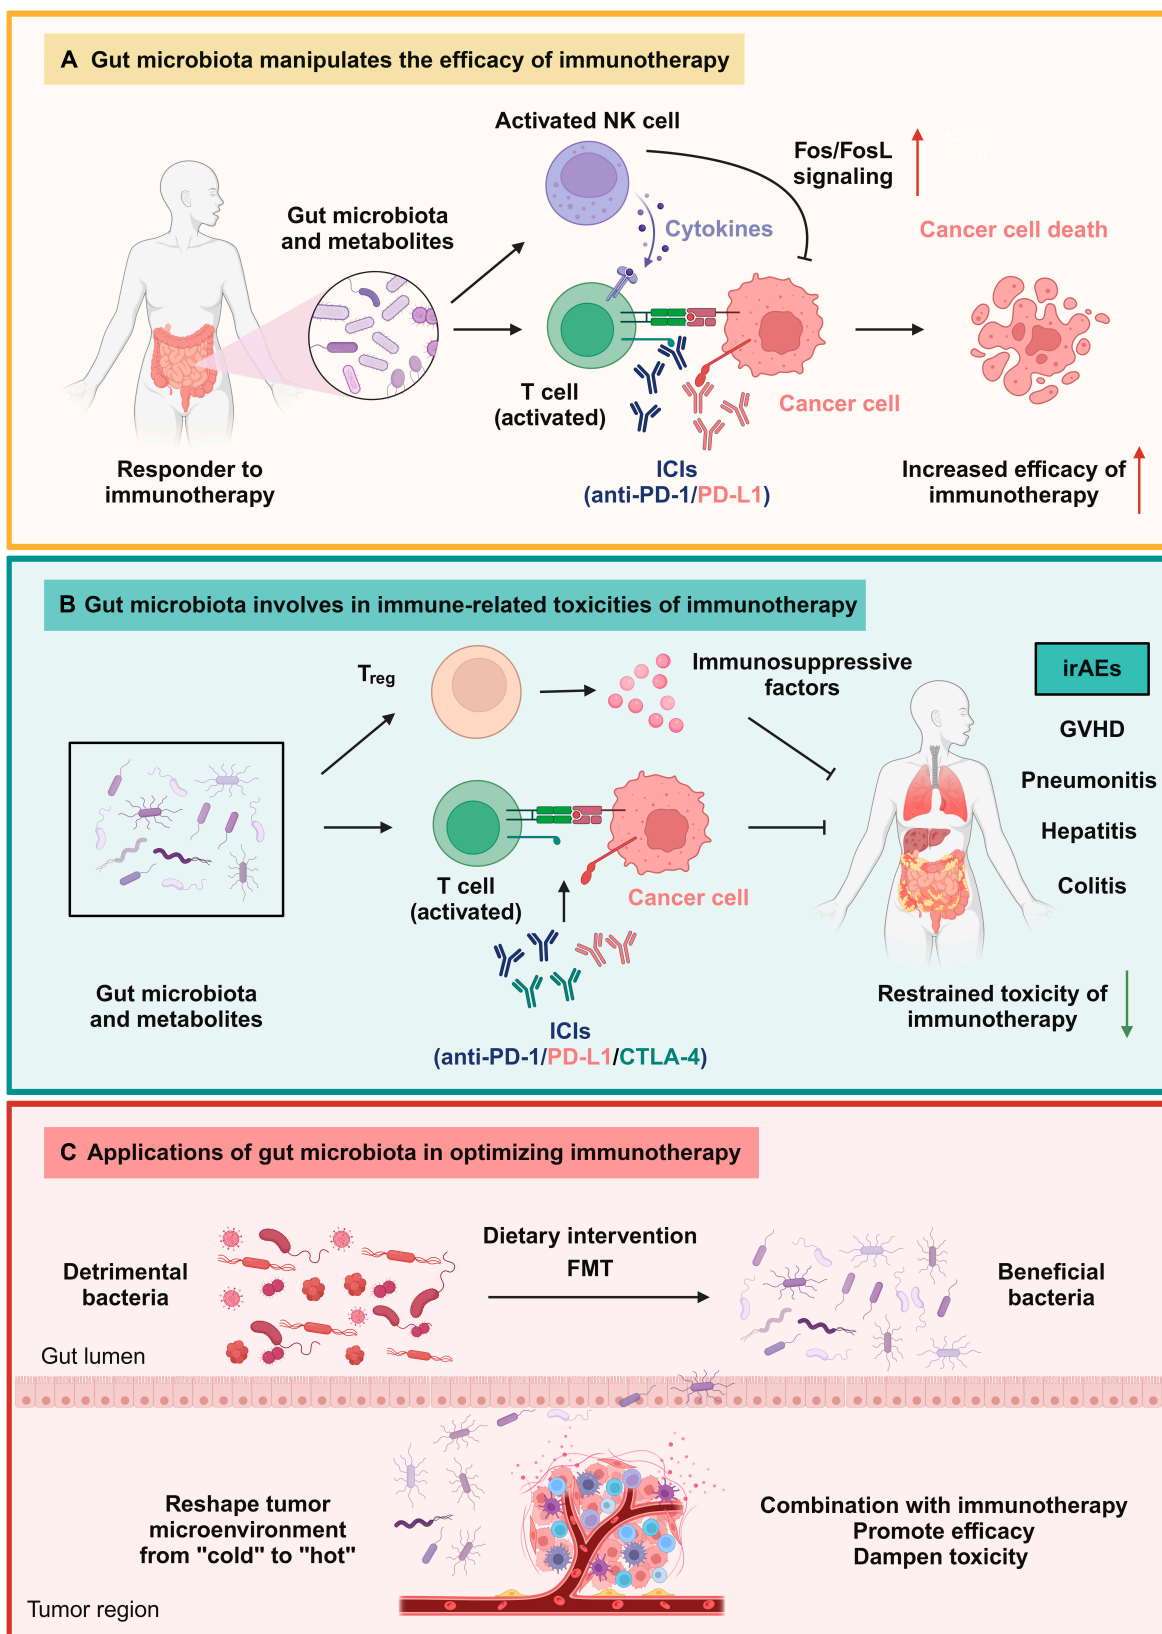 A Gut microbiota manipulates the efficacy of immunotherapy
Activated NK cell
Fos/FosL
signaling
Gut microbiota
and metabolites
Cytokines
Cancer cell death
T cell
(activated)
Cancer cell
Responder to
immunotherapy
ICIs
(anti-PD-1/PD-L1)
Increased efficacy of
immunotherapy
B Gut microbiota involves in immune-related toxicities of immunotherapy
Treg
Immunosuppressive
factors
irAEs
GVHD
Pneumonitis
Hepatitis
Colitis
T cell
(activated)
Cancer cell
Gut microbiota
and metabolites
ICIs
(anti-PD-1/PD-L1/CTLA-4)
Restrained toxicity of
immunotherapy
C Applications of gut microbiota in optimizing immunotherapy
Detrimental
bacteria
Dietary intervention
FMT
Beneficial
bacteria
Gut lumen
Reshape tumor
microenvironment
from "cold" to "hot"
Combination with immunotherapy
Promote efficacy
Dampen toxicity
Tumor region